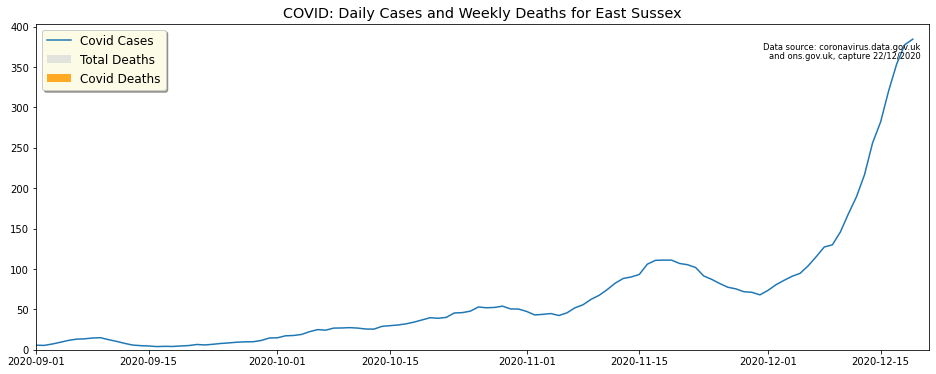 COVID: Daily Cases and Weekly Deaths for East Sussex
400
350
300
250
200
150
100
50
0
Covid Cases
Total Deaths
Covid Deaths
Data source: coronavirus.data.gov.uk
and ons.gov.uk, capture 22/12/2020
2020-09-01
2020-09-15
2020-10-01
2020-10-15
2020-11-01
2020-11-15
2020-12-01
2020-12-15